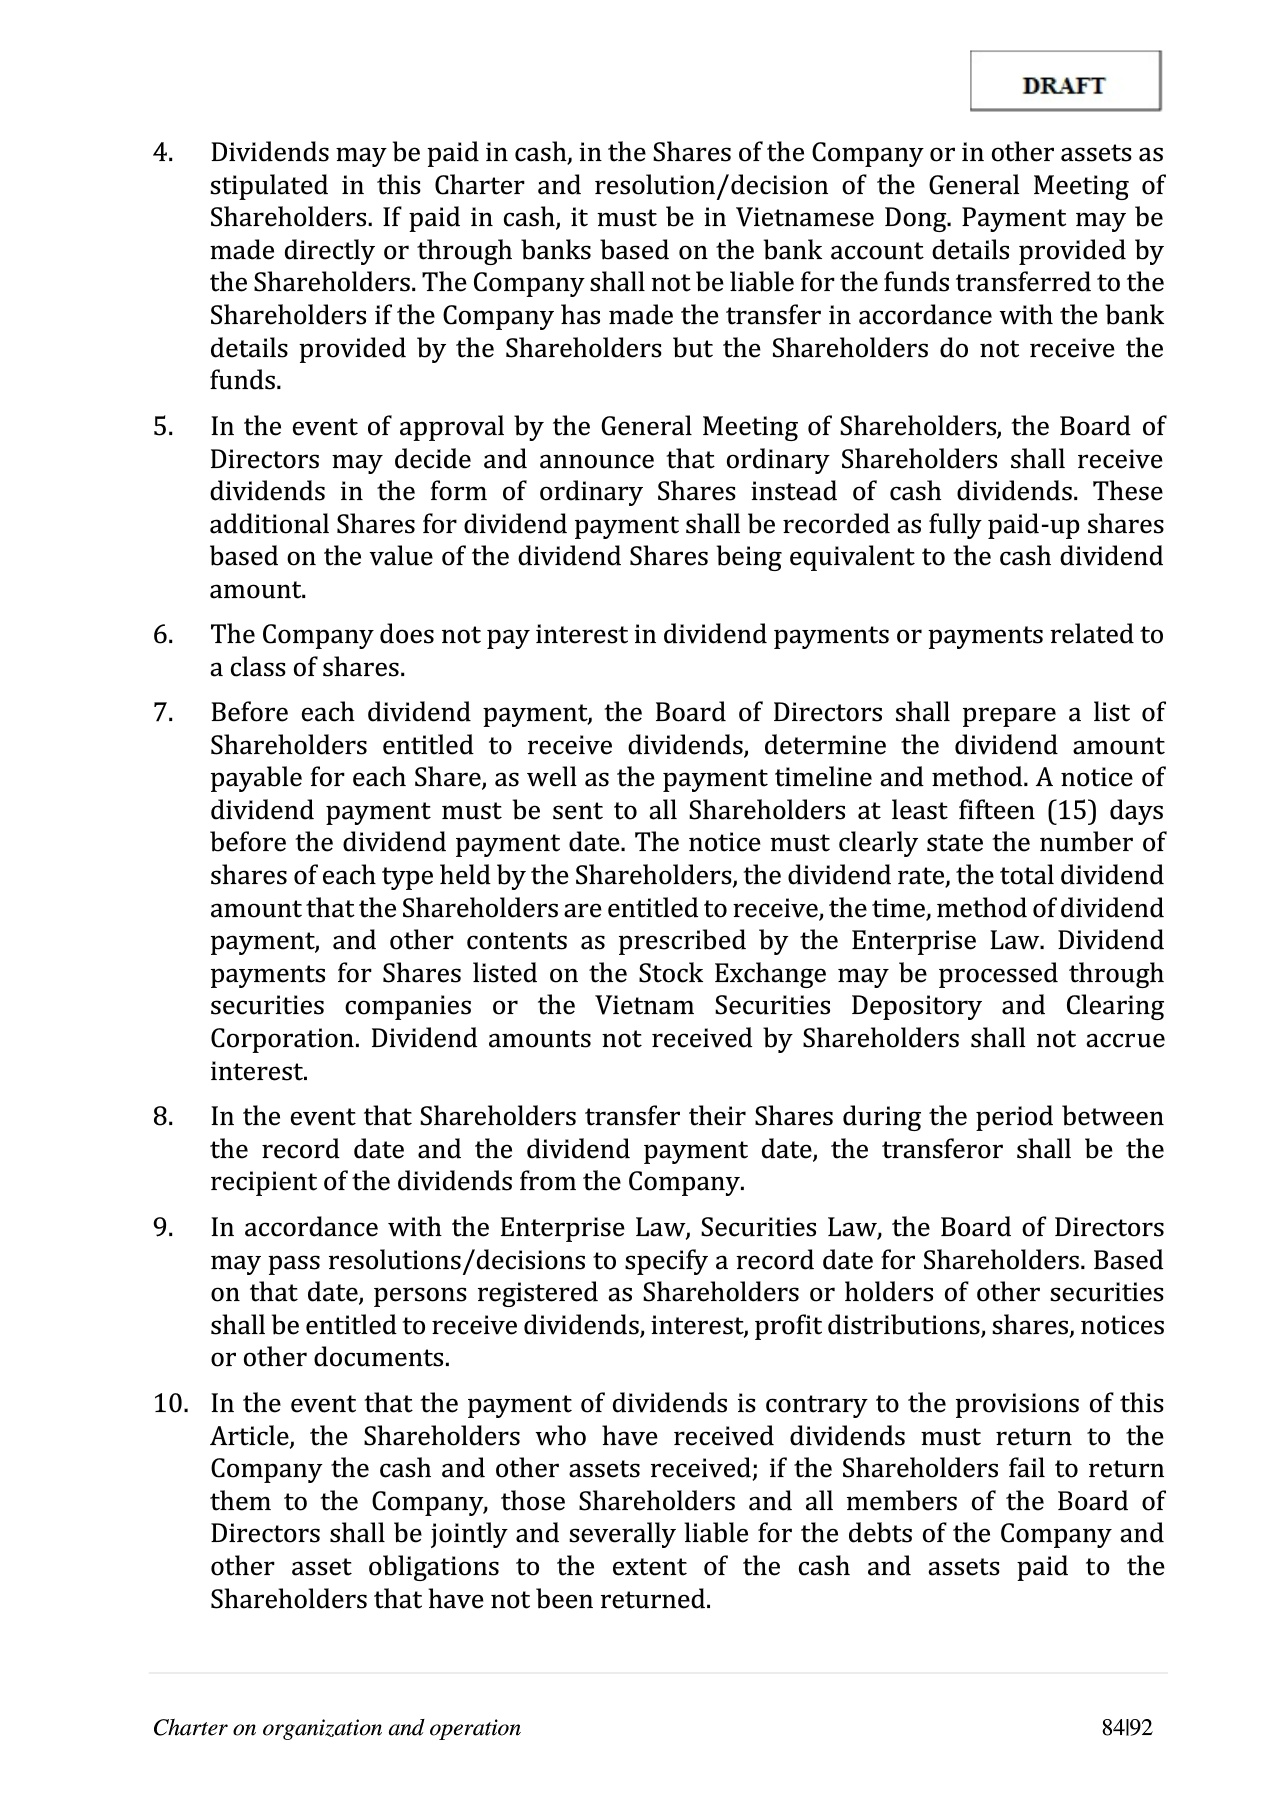 DRAFT
4. Dividends may be paid in cash, in the Shares of the Company or in other assets as
stipulated in this Charter and resolution/decision of the General Meeting of
Shareholders. If paid in cash, it must be in Vietnamese Dong. Payment may be
made directly or through banks based on the bank account details provided by
the Shareholders. The Company shall not be liable for the funds transferred to the
Shareholders if the Company has made the transfer in accordance with the bank
details provided by the Shareholders but the Shareholders do not receive the
funds.
5. In the event of approval by the General Meeting of Shareholders, the Board of
Directors may decide and announce that ordinary Shareholders shall receive
dividends in the form of ordinary Shares instead of cash dividends. These
additional Shares for dividend payment shall be recorded as fully paid-up shares
based on the value of the dividend Shares being equivalent to the cash dividend
amount.
6. The Company does not pay interest in dividend payments or payments related to
a class of shares.
7. Before each dividend payment, the Board of Directors shall prepare a list of
Shareholders entitled to receive dividends, determine the dividend amount
payable for each Share, as well as the payment timeline and method. A notice of
dividend payment must be sent to all Shareholders at least fifteen (15) days
before the dividend payment date. The notice must clearly state the number of
shares of each type held by the Shareholders, the dividend rate, the total dividend
amount that the Shareholders are entitled to receive, the time, method of dividend
payment, and other contents as prescribed by the Enterprise Law. Dividend
payments for Shares listed on the Stock Exchange may be processed through
securities companies or the Vietnam Securities Depository and Clearing
Corporation. Dividend amounts not received by Shareholders shall not accrue
interest.
8. In the event that Shareholders transfer their Shares during the period between
the record date and the dividend payment date, the transferor shall be the
recipient of the dividends from the Company.
9. In accordance with the Enterprise Law, Securities Law, the Board of Directors
may pass resolutions/decisions to specify a record date for Shareholders. Based
on that date, persons registered as Shareholders or holders of other securities
shall be entitled to receive dividends, interest, profit distributions, shares, notices
or other documents.
10. In the event that the payment of dividends is contrary to the provisions of this
Article, the Shareholders who have received dividends must return to the
Company the cash and other assets received; if the Shareholders fail to return
them to the Company, those Shareholders and all members of the Board of
Directors shall be jointly and severally liable for the debts of the Company and
other asset obligations to the extent of the cash and assets paid to the
Shareholders that have not been returned.
Charter on organization and operation 84|92